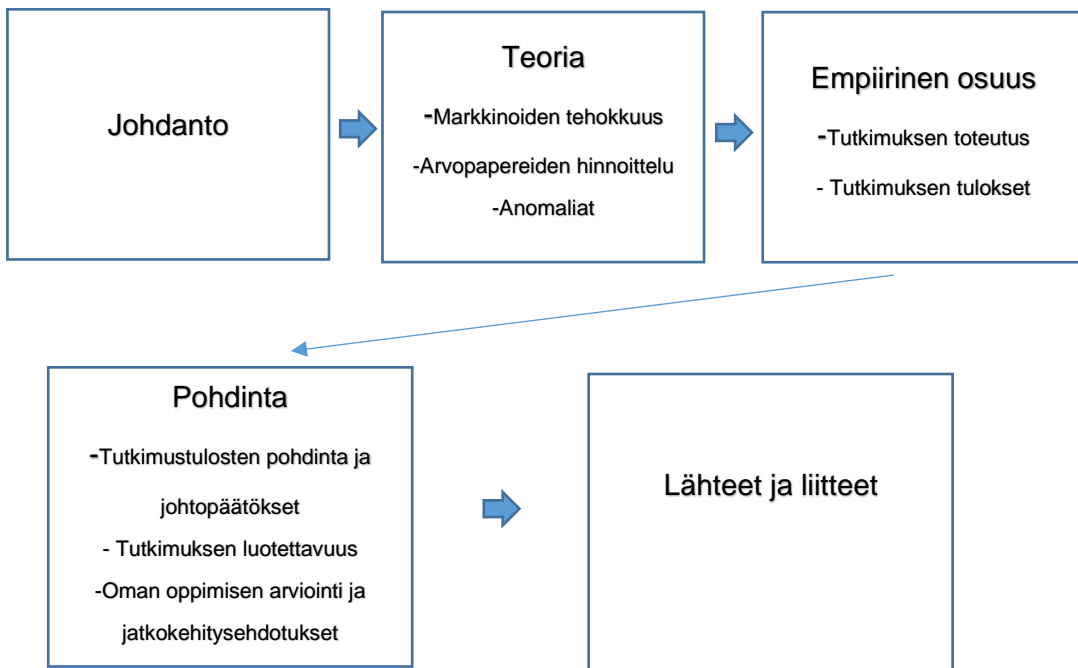 Johdanto
Teoria
-Markkinoiden tehokkuus
-Arvopapereiden hinnoittelu
-Anomaliat
Empiirinen osuus
-Tutkimuksen toteutus
- Tutkimuksen tulokset
Pohdinta
-Tutkimustulosten pohdinta ja
johtopäätökset
- Tutkimuksen luotettavuus
-Oman oppimisen arviointi ja
jatkokehitysehdotukset
Lähteet ja liitteet